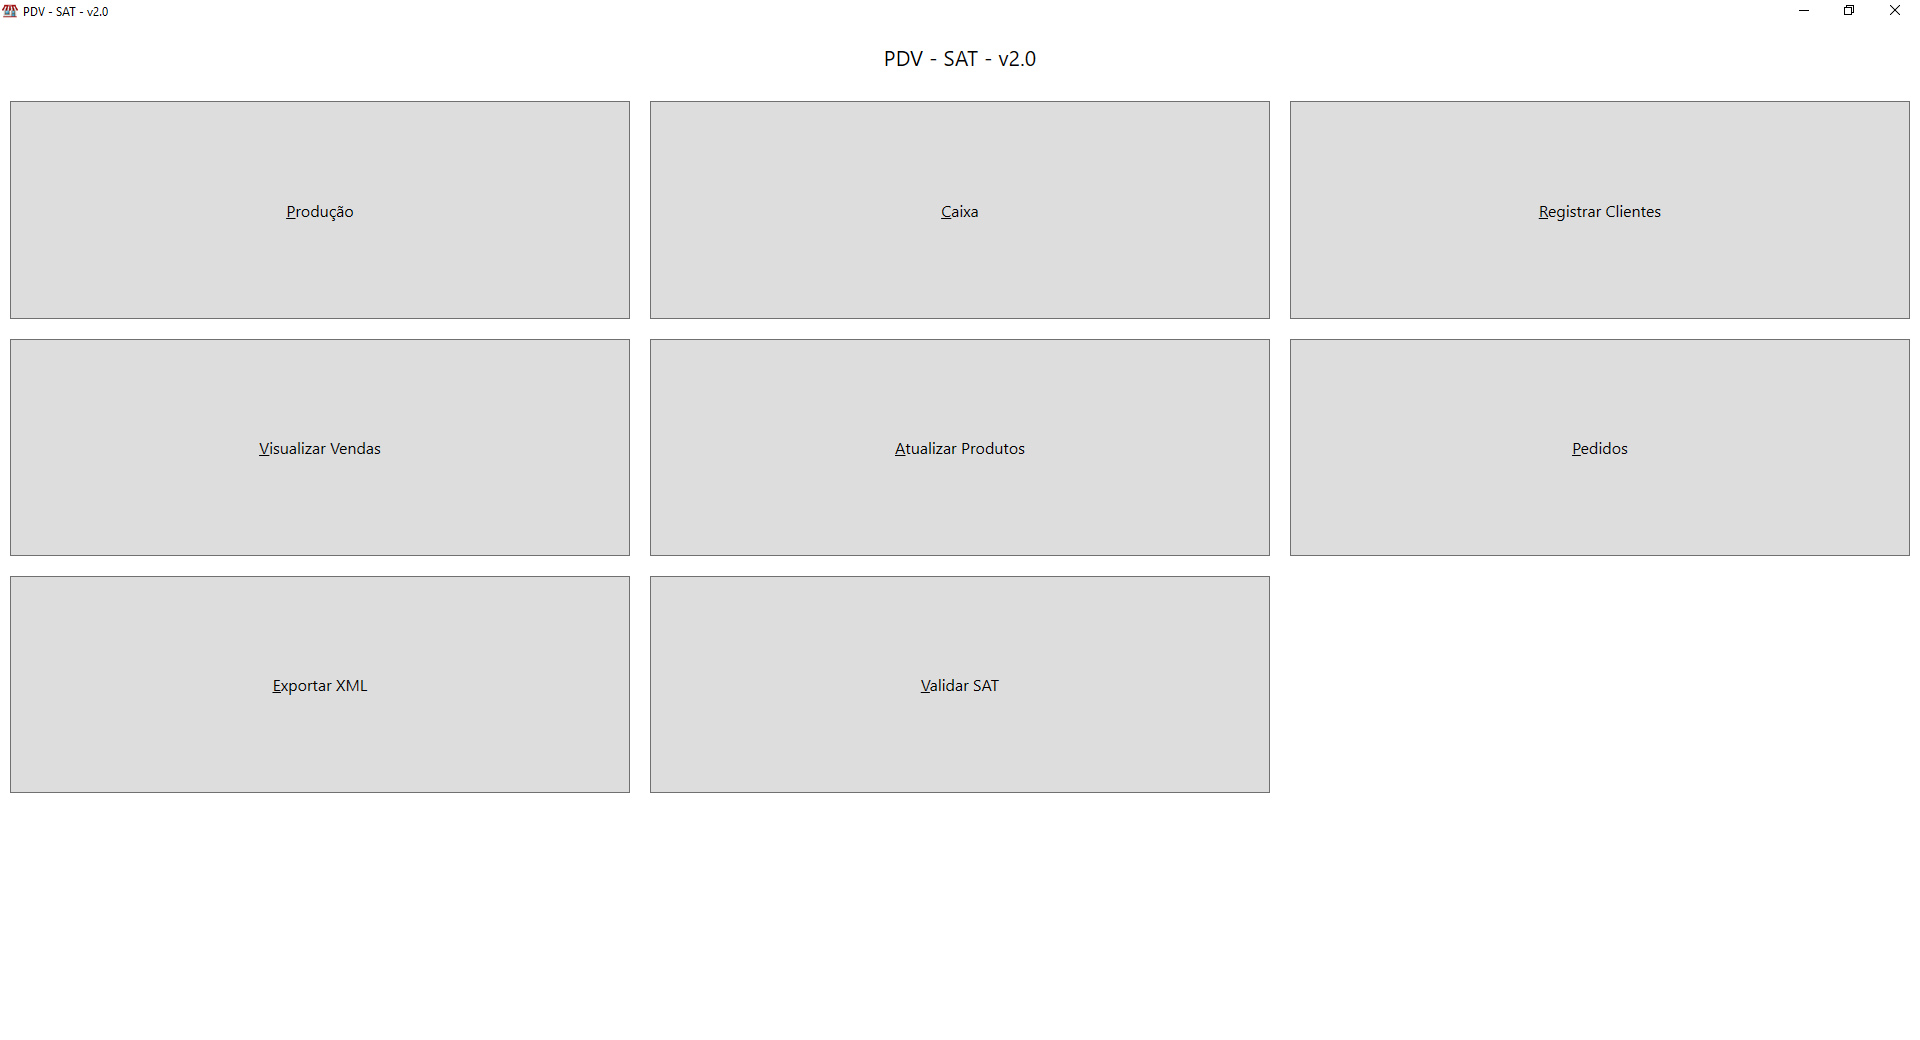 PDV - SAT - v2.0
PDV - SAT - v2.0
Produção
Caixa
Registrar Clientes
Visualizar Vendas
Atualizar Produtos
Pedidos
Exportar XML
Validar SAT